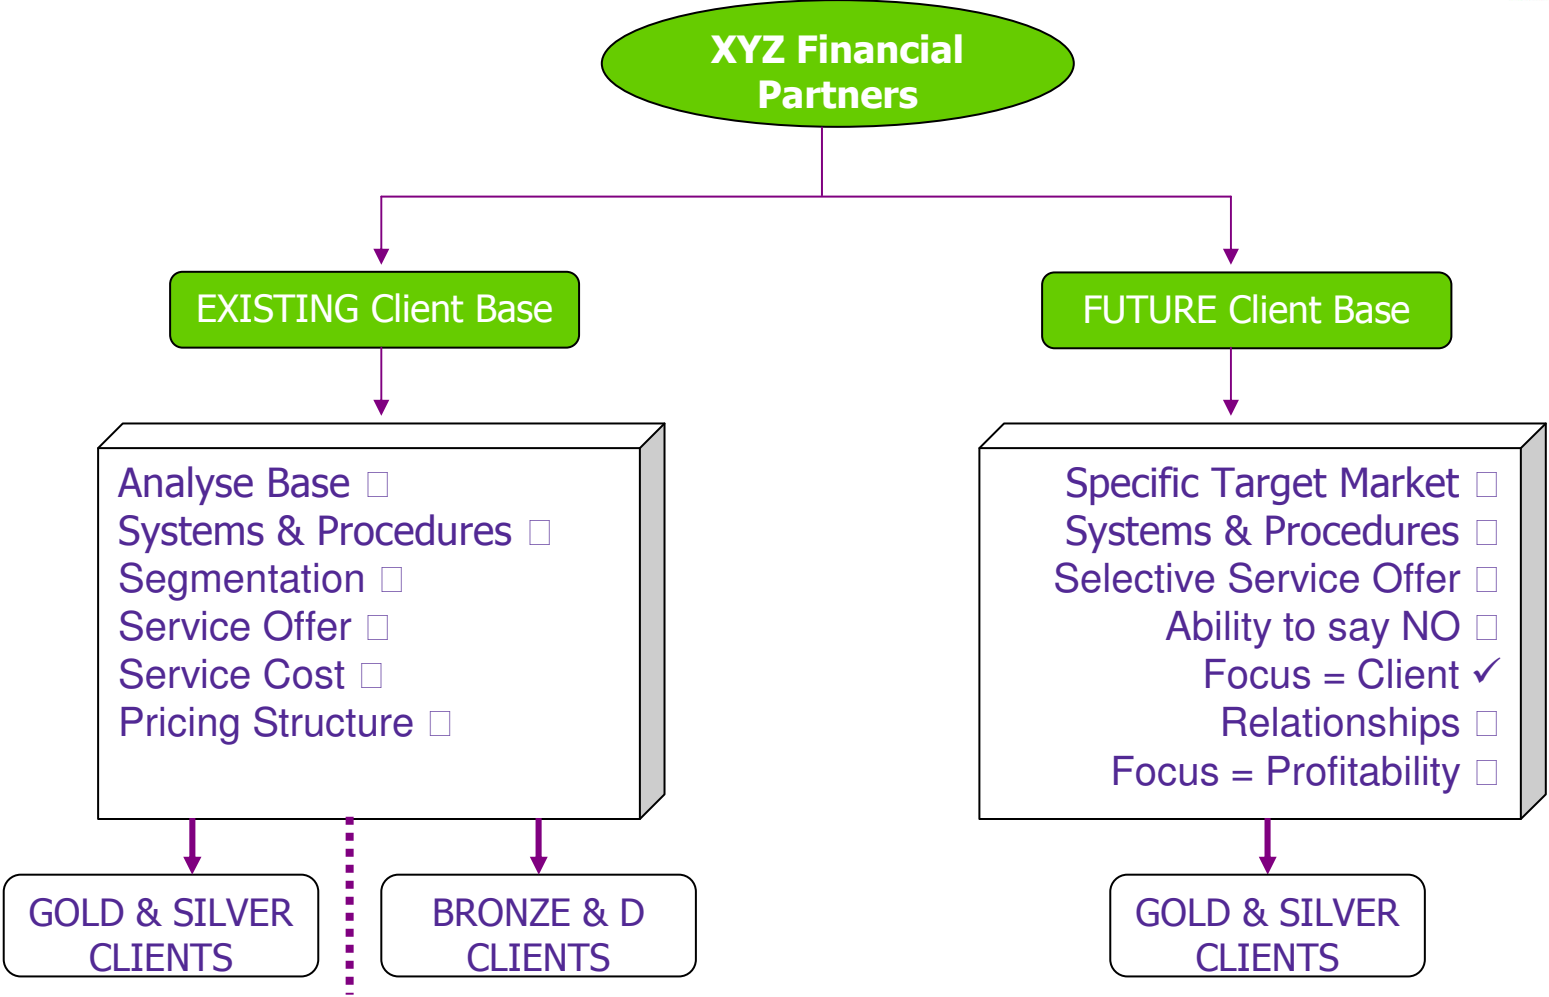 XYZ Financial
Partners
EXISTING Client Base
FUTURE Client Base
Analyse Base □
Systems & Procedures □
Segmentation □
Service Offer □
Service Cost □
Pricing Structure □
Specific Target Market □
Systems & Procedures □
Selective Service Offer □
Ability to say NO □
Focus = Client ✓
Relationships □
Focus = Profitability □
GOLD & SILVER
CLIENTS
BRONZE & D
CLIENTS
GOLD & SILVER
CLIENTS